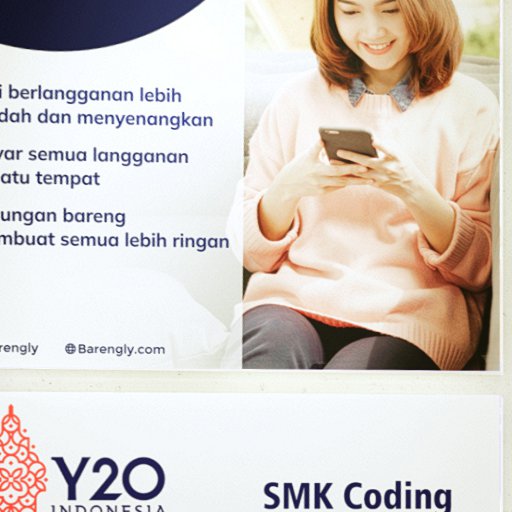 i berlangganan lebih
dah dan menyenangkan
yar semua langganan
atu tempat
ungan bareng
mbuat semua lebih ringan
rengly
Barengly.com
Y20
INDONESIA
SMK Coding